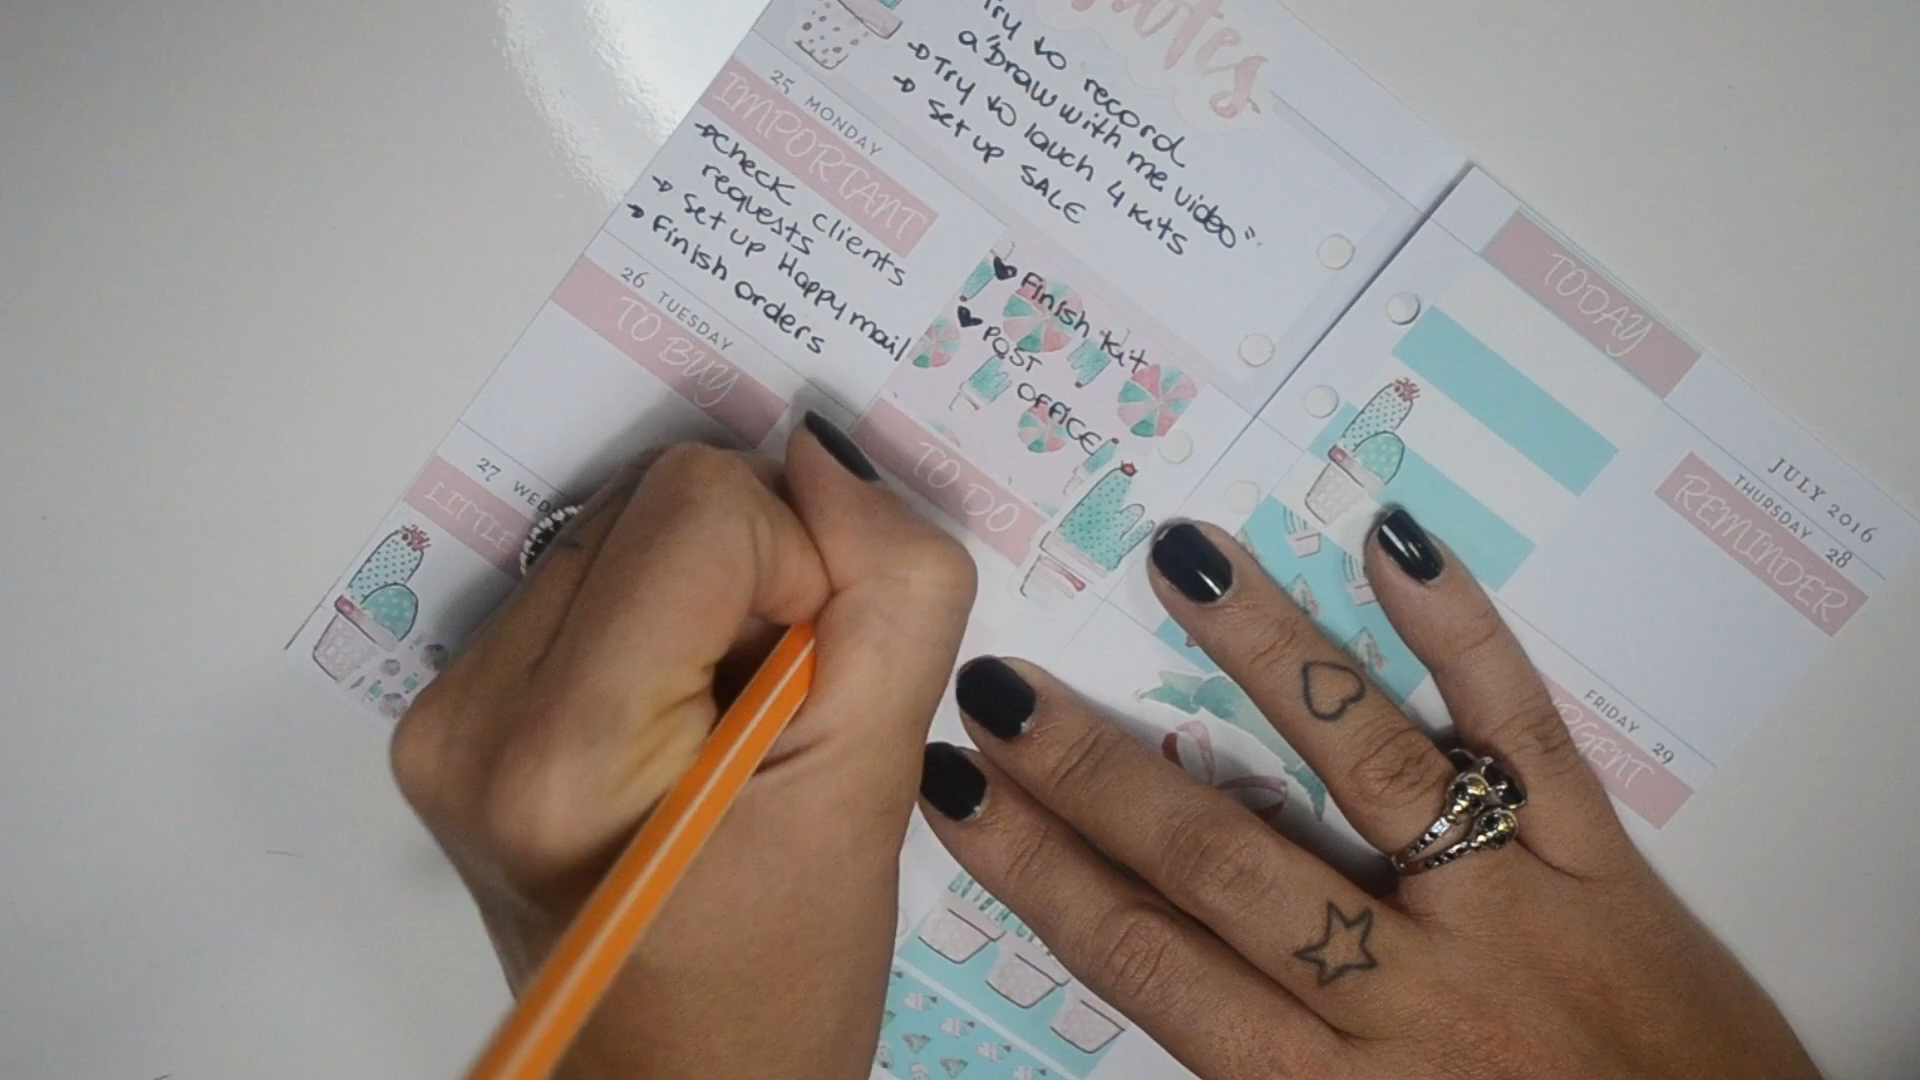 notes
Try to record
a "Draw with me video".
→ Try to lauch 4 kits
→ Set up SALE
25 MONDAY
IMPORTANT
→ Check clients
requests
→ Set up Happy mail
→ Finish orders
♥ Finish kit
♥ POST
OFFICE
26 TUESDAY
TO BUY
TO DO
27 WED
LITTLE
TODAY
JULY 2016
THURSDAY 28
REMINDER
FRIDAY 29
URGENT